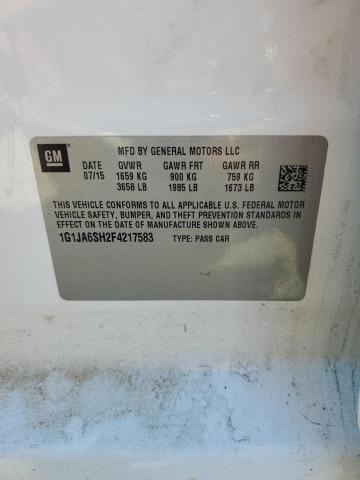 GM
MFD BY GENERAL MOTORS LLC
DATE GVWR GAWR FRT GAWR RR
07/15 1659 KG 900 KG 759 KG
3658 LB 1985 LB 1673 LB
THIS VEHICLE CONFORMS TO ALL APPLICABLE U.S. FEDERAL MOTOR
VEHICLE SAFETY, BUMPER, AND THEFT PREVENTION STANDARDS
IN EFFECT ON THE DATE OF MANUFACTURE SHOWN ABOVE.
1G1JA6SH2F4217583 TYPE: PASS CAR